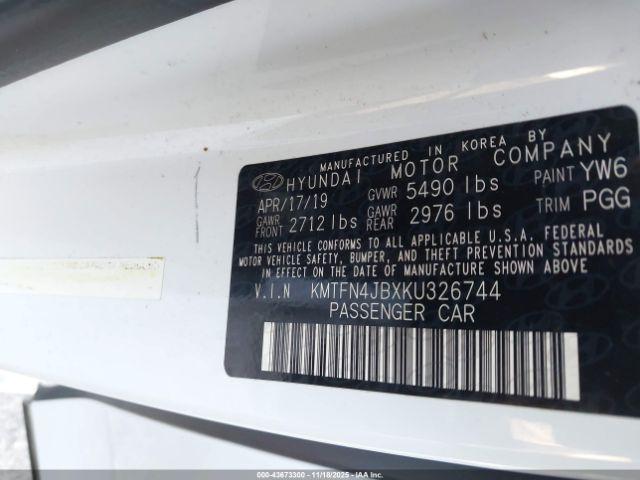 MANUFACTURED IN KOREA BY
HYUNDAI MOTOR COMPANY
APR/17/19 GVWR 5490 lbs PAINT YW6
GAWR FRONT 2712 lbs GAWR REAR 2976 lbs TRIM PGG
THIS VEHICLE CONFORMS TO ALL APPLICABLE U.S.A. FEDERAL
MOTOR VEHICLE SAFETY, BUMPER, AND THEFT PREVENTION STANDARDS
IN EFFECT ON THE DATE OF MANUFACTURE SHOWN ABOVE
V.I.N KMTFN4JBXKU326744
PASSENGER CAR
000-43673300 - 11/18/2025 - IAAI.com